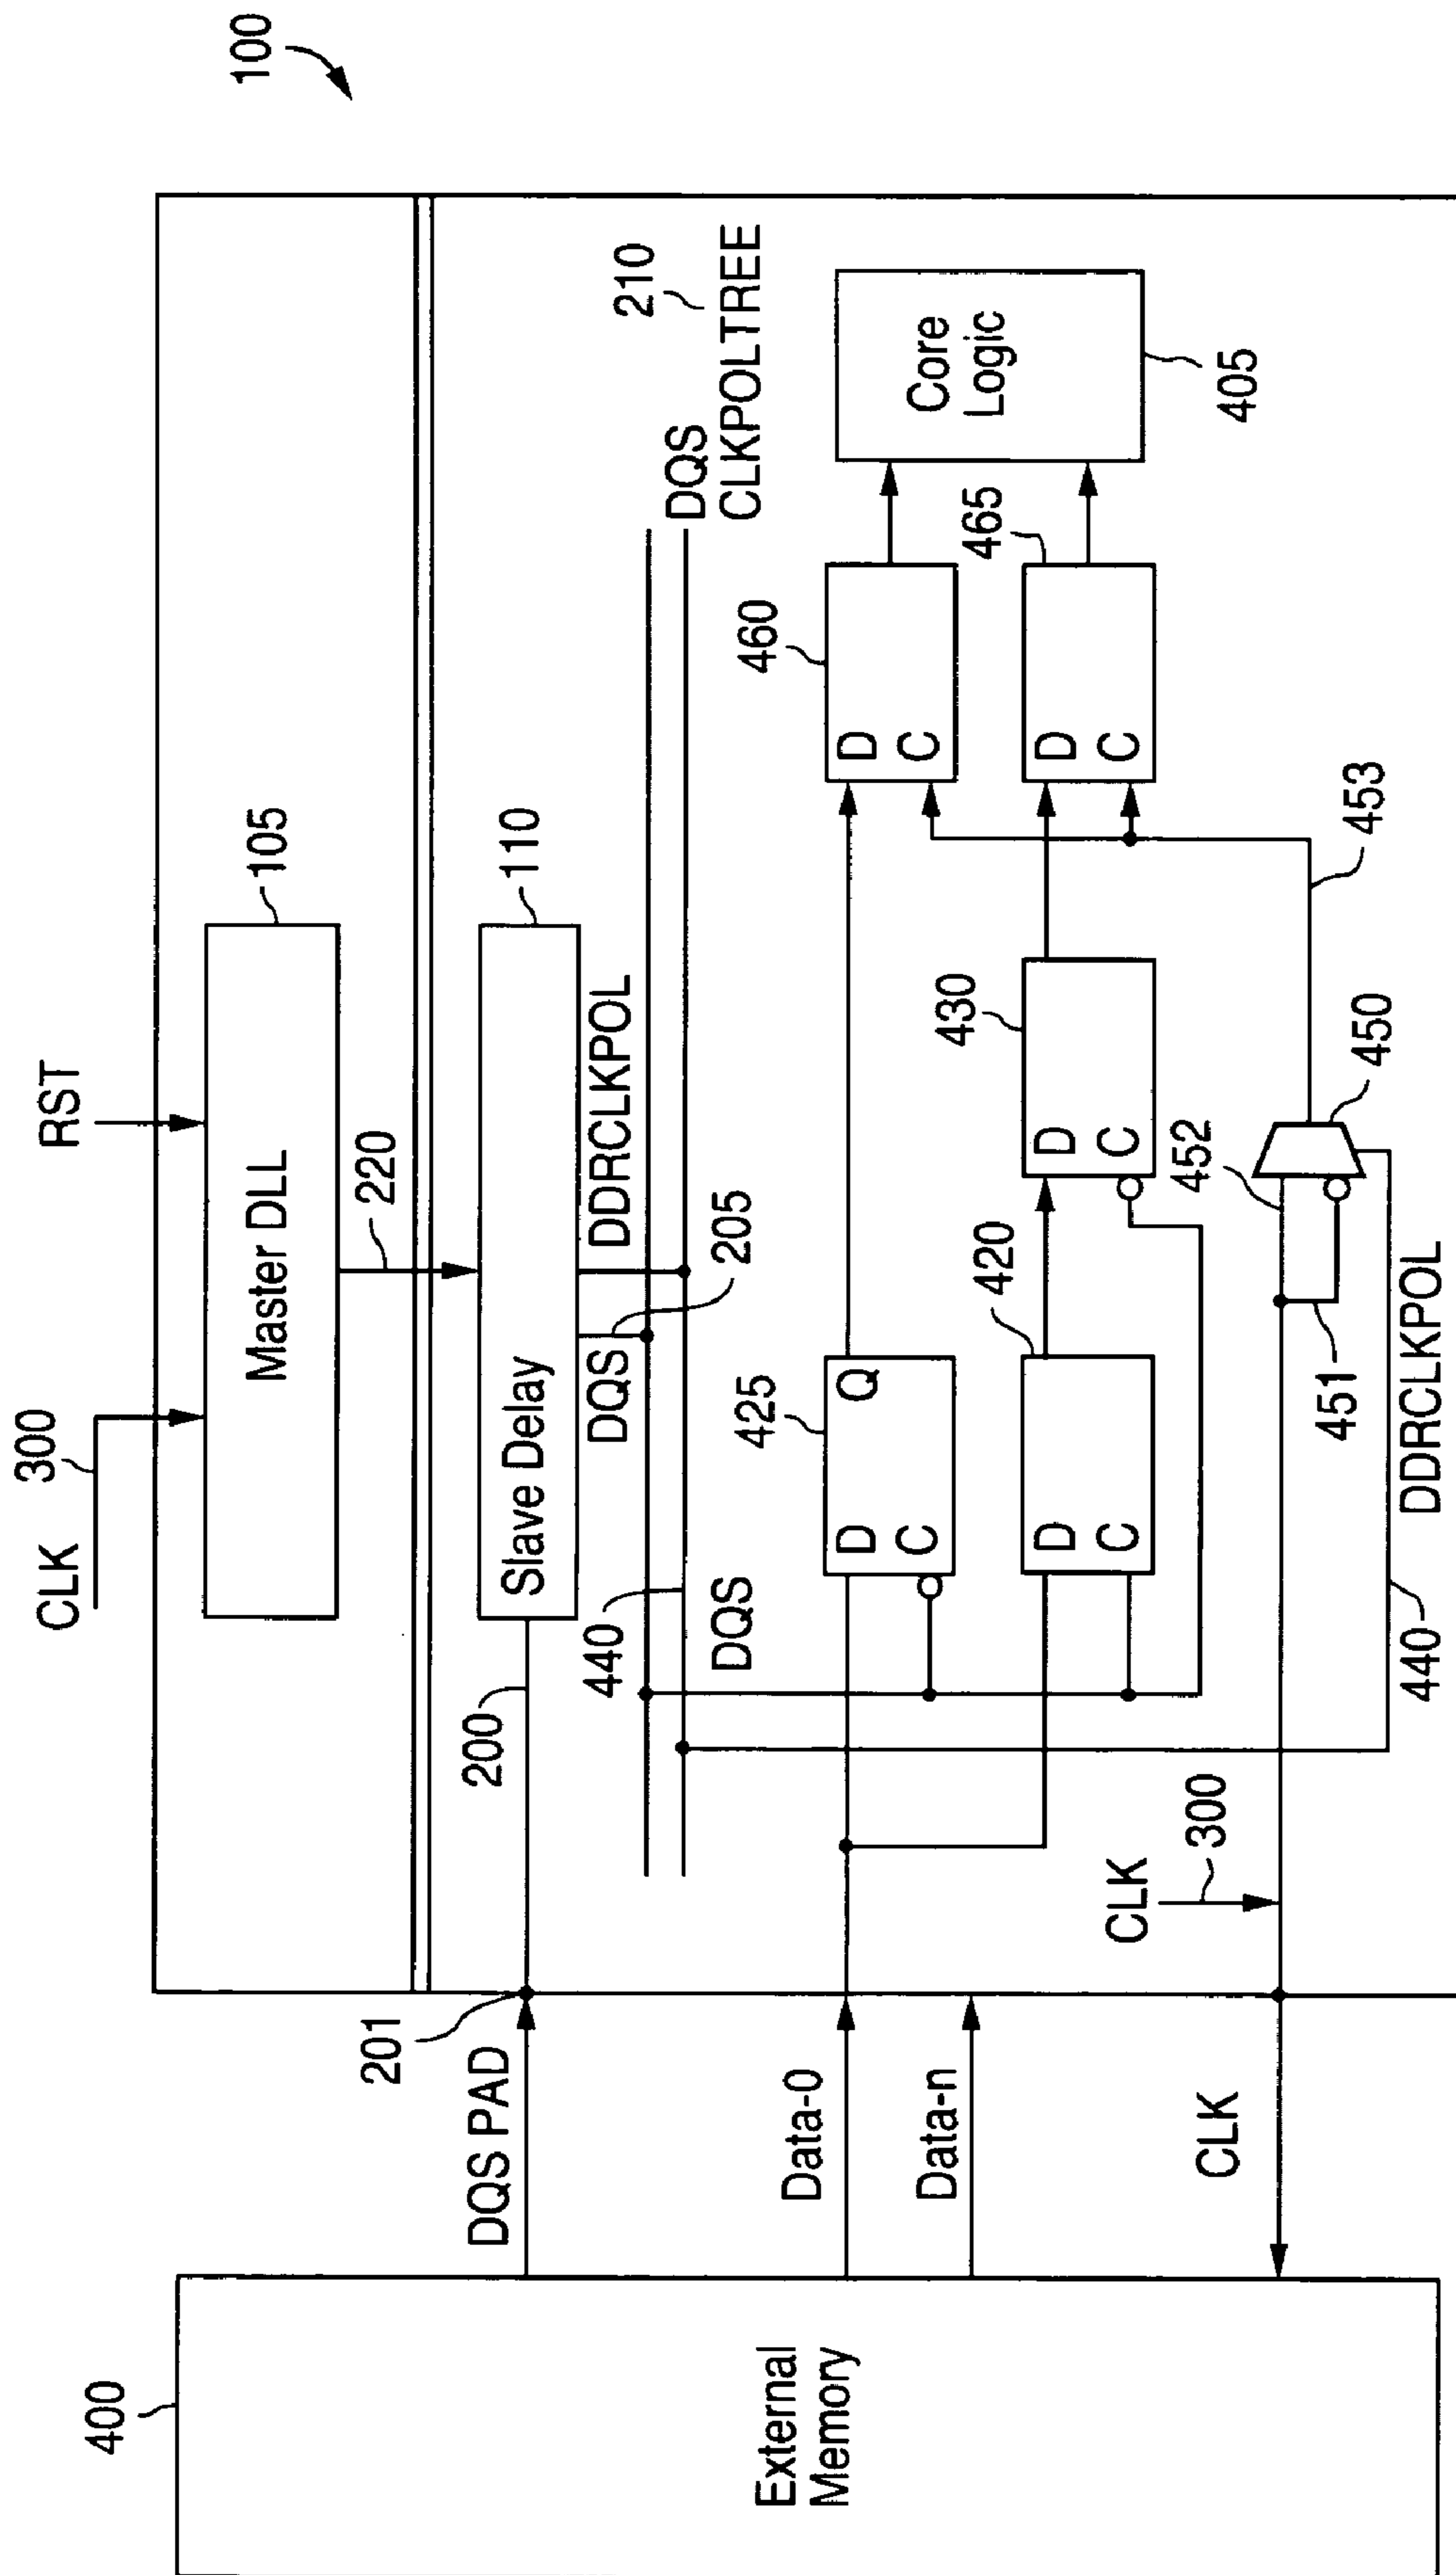 100
CLK
300
RST
Master DLL
105
220
Slave Delay
110
200
201
DQS PAD
DQS
205
DDRCLKPOL
440
DQS
CLKPOLTREE
210
DQS
400
External
Memory
Data-0
Data-n
CLK
CLK
300
D
C
Q
425
D
C
420
D
C
430
D
C
460
D
C
465
Core
Logic
405
451
452
450
453
440
DDRCLKPOL